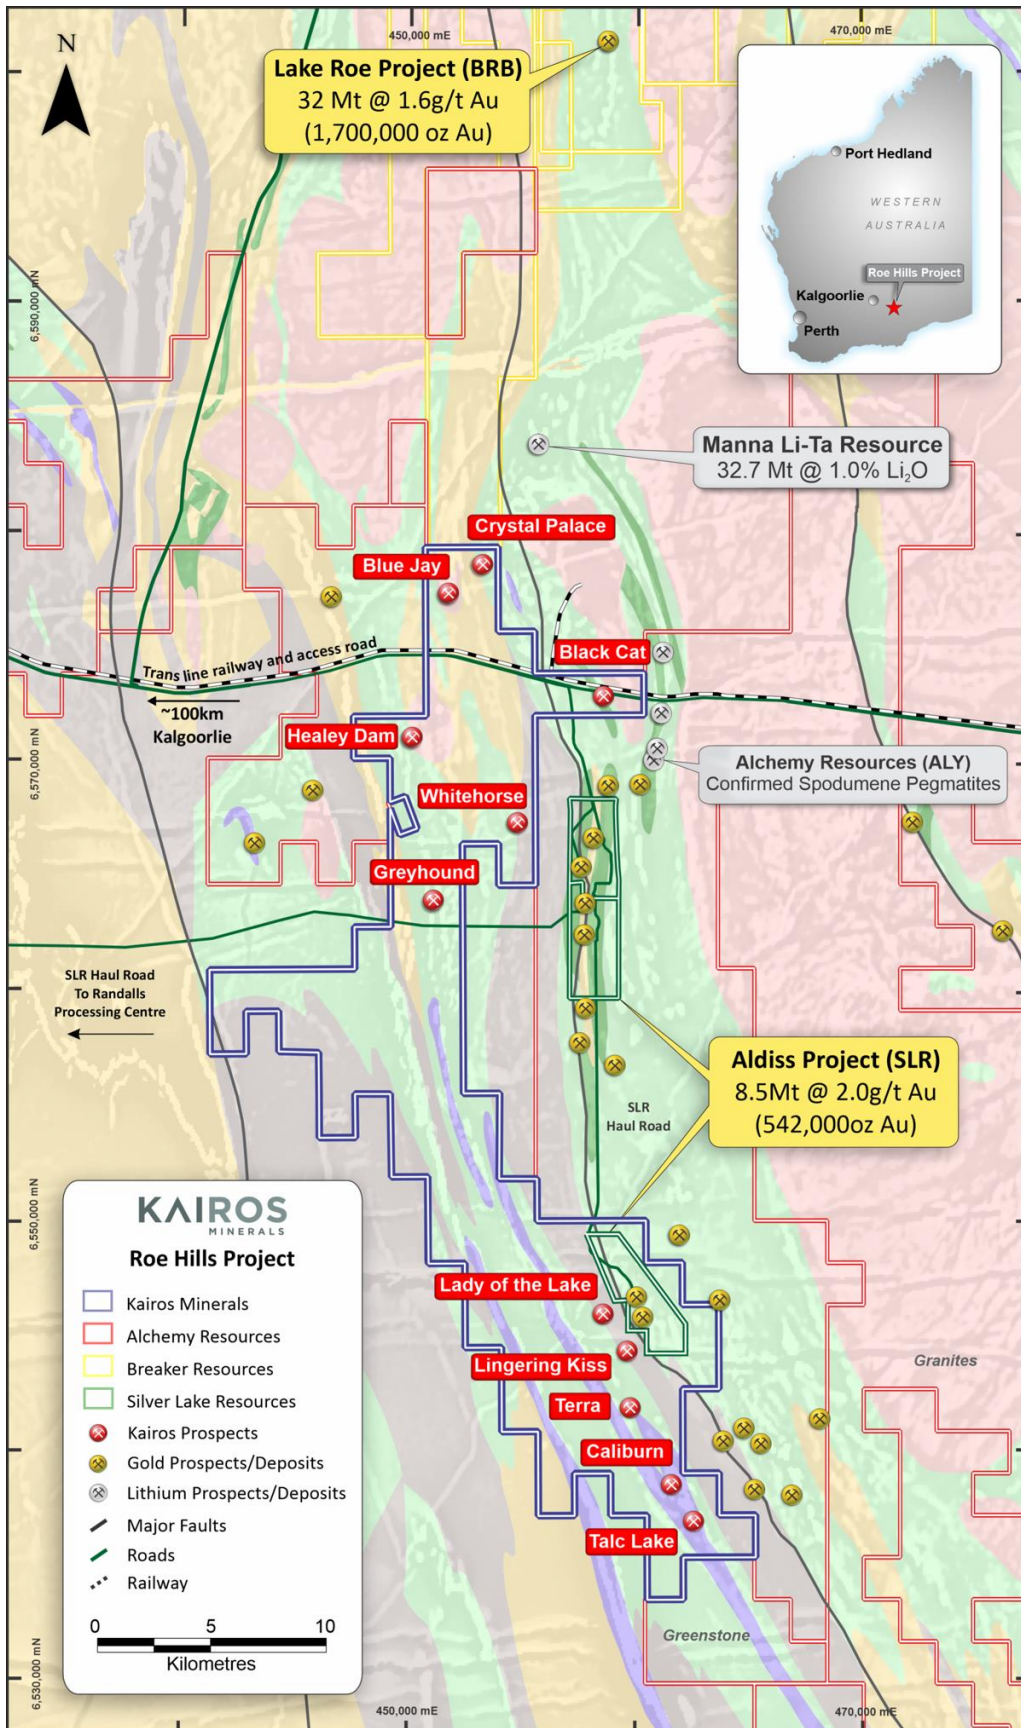 450,000 mE
470,000 mE
N
Lake Roe Project (BRB)
32 Mt @ 1.6g/t Au
(1,700,000 oz Au)
Port Hedland
WESTERN
AUSTRALIA
Roe Hills Project
Kalgoorlie
Perth
6,590,000 mN
Manna Li-Ta Resource
32.7 Mt @ 1.0% Li₂O
Crystal Palace
Blue Jay
Black Cat
Trans line railway and access road
~100km
Kalgoorlie
Healey Dam
6,570,000 mN
Alchemy Resources (ALY)
Confirmed Spodumene Pegmatites
Whitehorse
Greyhound
SLR Haul Road
To Randalls
Processing Centre
Aldiss Project (SLR)
8.5Mt @ 2.0g/t Au
(542,000oz Au)
SLR
Haul Road
6,550,000 mN
KAIROS
MINERALS
Roe Hills Project
Kairos Minerals
Alchemy Resources
Breaker Resources
Silver Lake Resources
Kairos Prospects
Gold Prospects/Deposits
Lithium Prospects/Deposits
Major Faults
Roads
Railway
0 5 10
Kilometres
Lady of the Lake
Lingering Kiss
Terra
Caliburn
Talc Lake
Granites
Greenstone
6,530,000 mN
450,000 mE
470,000 mE